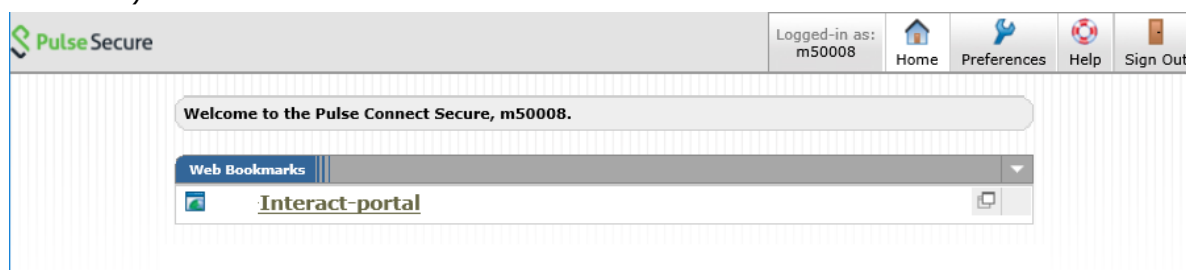 Pulse Secure
Logged-in as:
m50008
Home
Preferences
Help
Sign Out
Welcome to the Pulse Connect Secure, m50008.
Web Bookmarks
Interact-portal